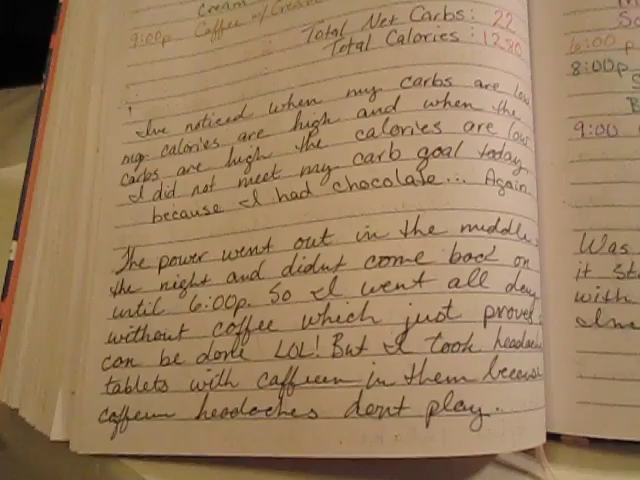 Cream
9:00p Coffee w/ Cream
Total Net Carbs: 22
Total Calories: 1280
I've noticed when my carbs are low
my calories are high and when the
carbs are high the calories are low
I did not meet my carb goal today
because I had chocolate... Again
The power went out in the middle
the night and didnt come back on
until 6:00p. So I went all day
without coffee which just proves
can be done LOL! But I took headache
tablets with caffeen in them because
caffeen headaches dont play..
6:00 p
8:00p
9:00
Was
it
with